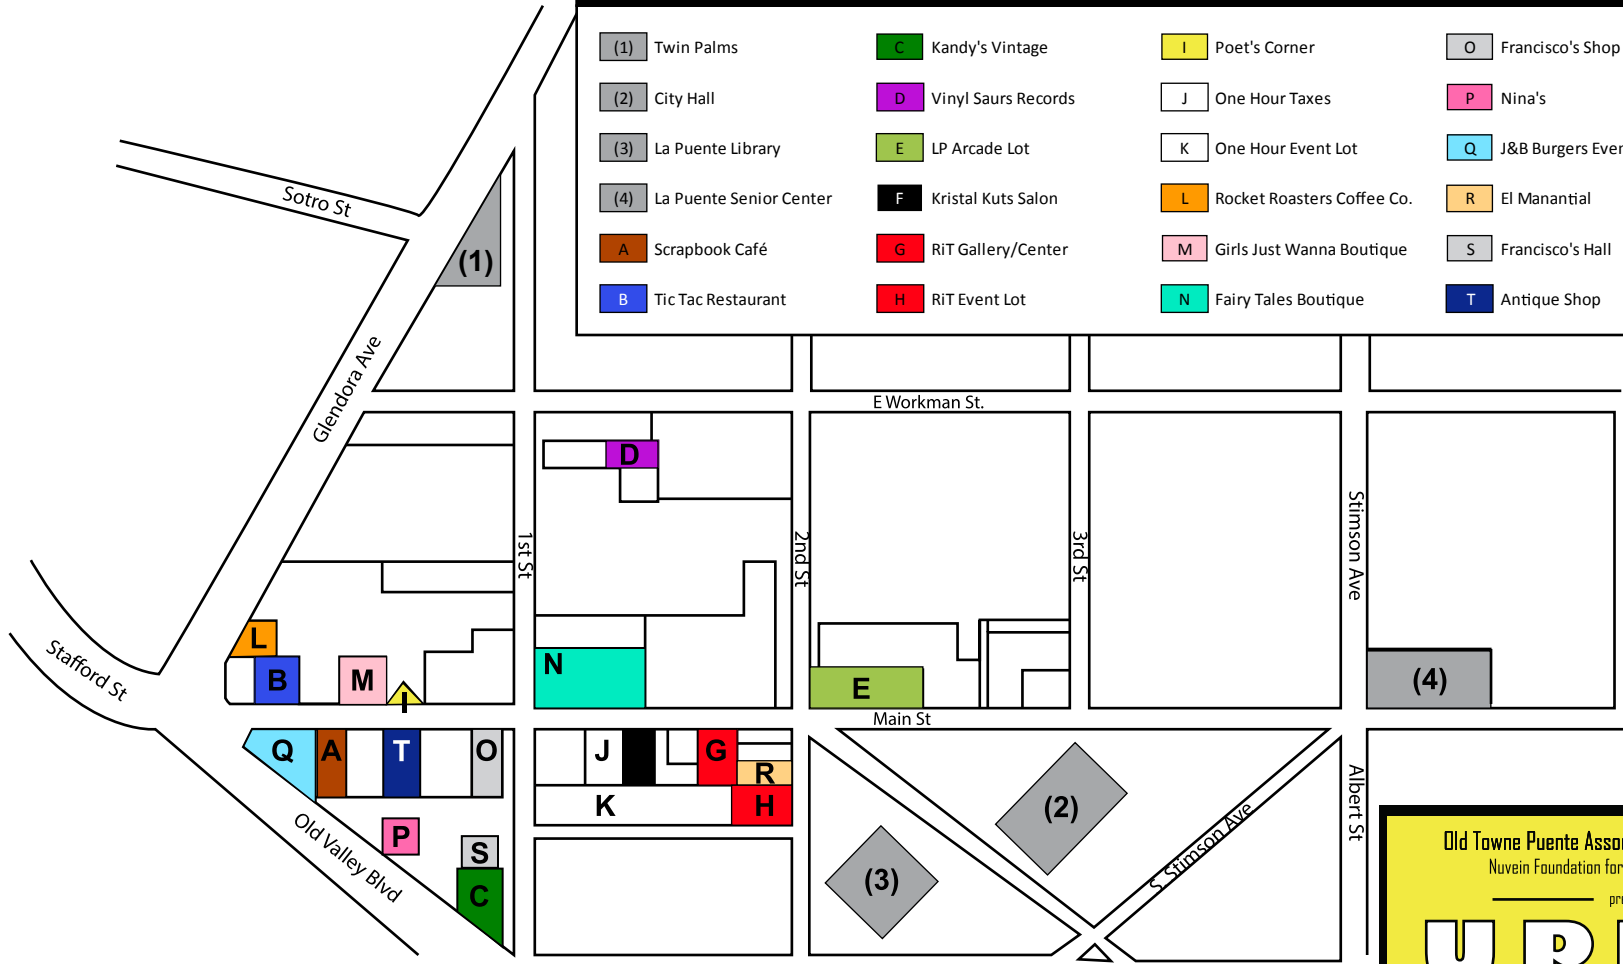 (1) Twin Palms
(2) City Hall
(3) La Puente Library
(4) La Puente Senior Center
A Scrapbook Café
B Tic Tac Restaurant
C Kandy's Vintage
D Vinyl Saurs Records
E LP Arcade Lot
F Kristal Kuts Salon
G RiT Gallery/Center
H RiT Event Lot
I Poet's Corner
J One Hour Taxes
K One Hour Event Lot
L Rocket Roasters Coffee Co.
M Girls Just Wanna Boutique
N Fairy Tales Boutique
O Francisco's Shop
P Nina's
Q J&B Burgers
R El Manantial
S Francisco's Hall
T Antique Shop
Sotro St
(1)
Glendora Ave
E Workman St.
D
1st St
2nd St
3rd St
Stimson Ave
Stafford St
L
B
M
I
N
E
(4)
Main St
Q
A
T
O
J
G
R
K
H
P
S
C
Old Valley Blvd
(2)
(3)
S. Stimson Ave
Albert St
Old Towne Puente
Nuvein Foundation for
U R